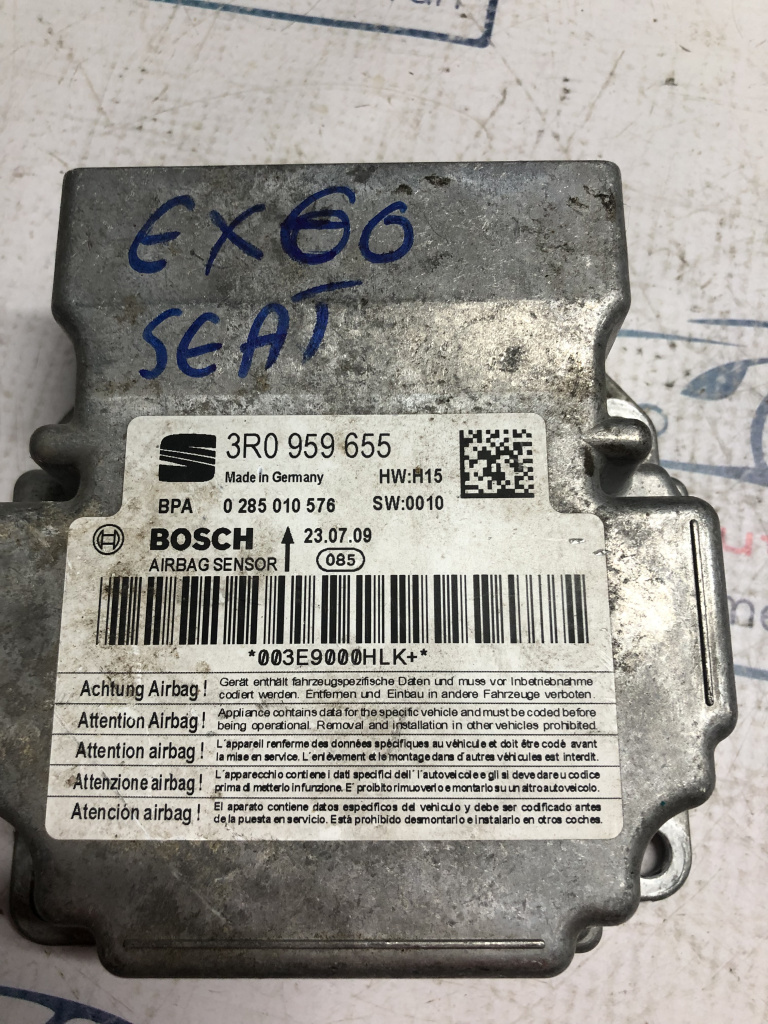 EXEO
SEAT
3R0 959 655
Made in Germany HW:H15
BPA 0 285 010 576 SW:0010
BOSCH 23.07.09
AIRBAG SENSOR 085
*003E9000HLK+*
Achtung Airbag! Gerät enthält fahrzeugspezifische Daten und muss vor Inbetriebnahme
codiert werden. Entfernen und Einbau in andere Fahrzeuge verboten.
Attention Airbag! Appliance contains data for the specific vehicle and must be coded before
being operational. Removal and installation in other vehicles prohibited.
Attention airbag! L'appareil renferme des données spécifiques au véhicule et doit être codé avant
la mise en service. L'enlèvement et le montage dans d'autres véhicules est interdit.
Attenzione airbag! L'apparecchio contiene i dati specifici dell' l'autoveicolo e gli si deve dare u codice
prima di metterlo in funzione. E' proibito rimuoverlo e montarlo su un altro autoveicolo.
Atención airbag! El aparato contiene datos específicos del vehículo y debe ser codificado antes
de la puesta en servicio. Está prohibido desmontarlo e instalarlo en otros coches.